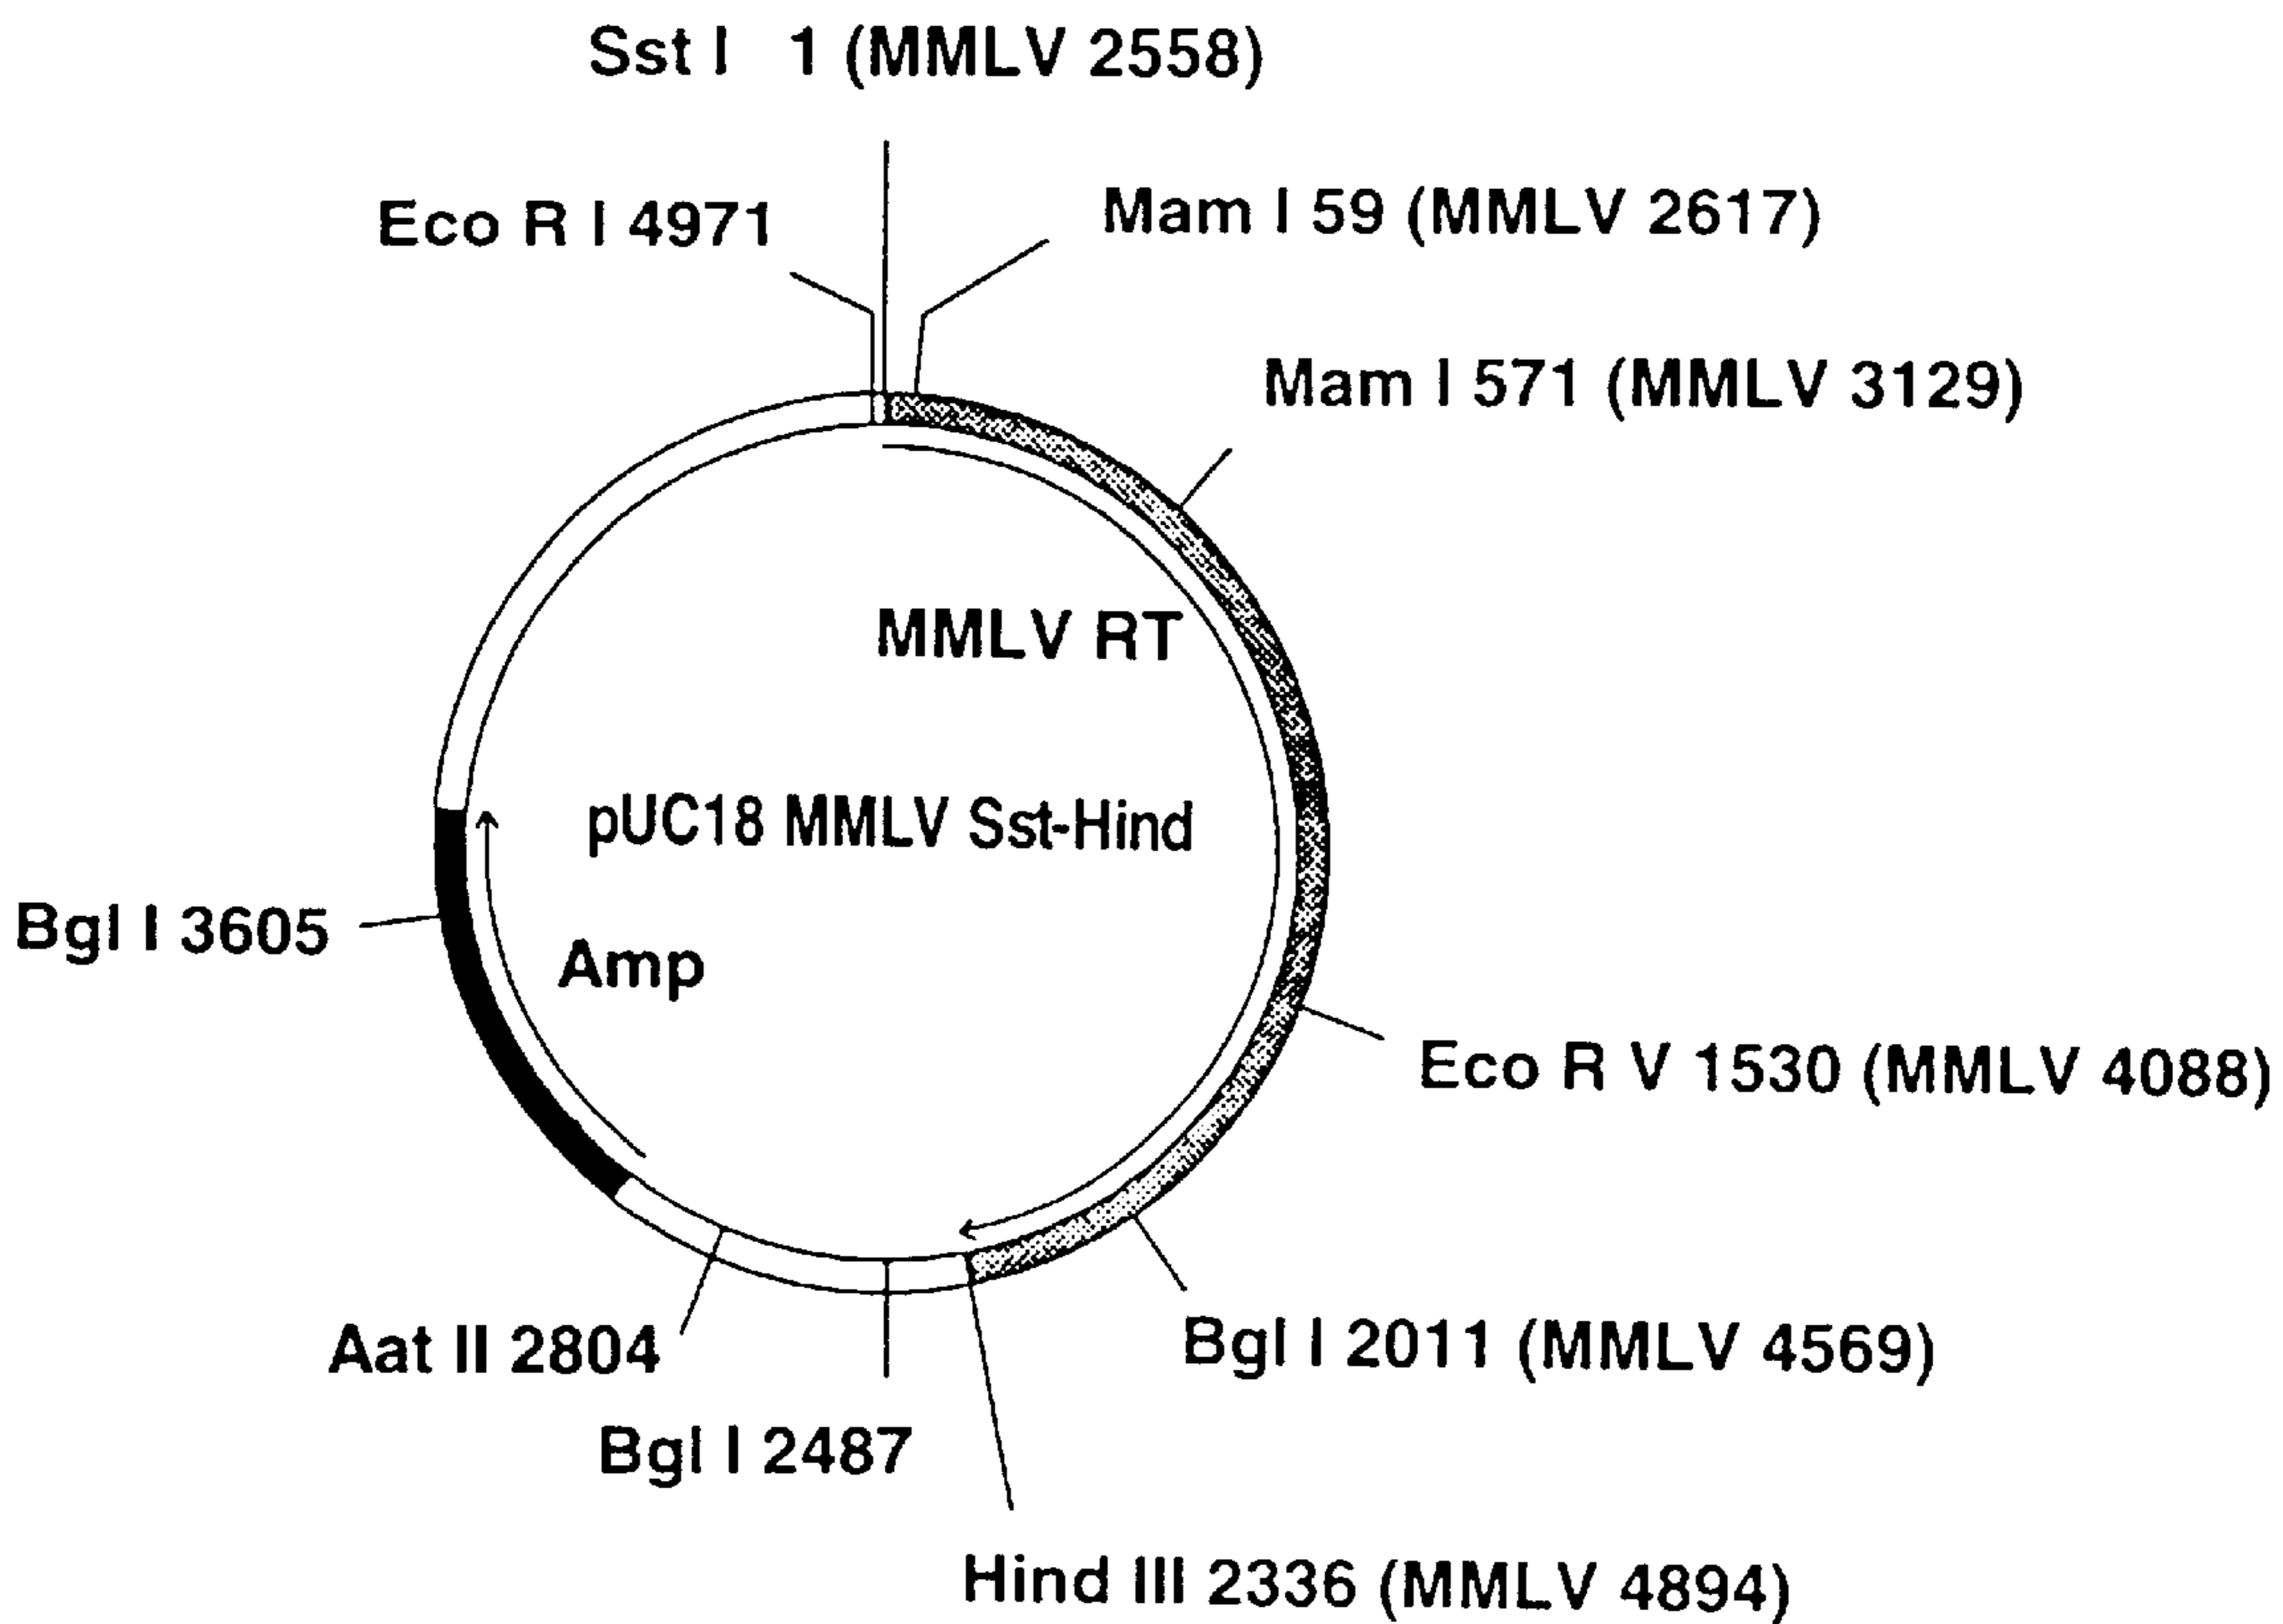 Sst I 1 (MMLV 2558)
Eco R I 4971
Mam I 59 (MMLV 2617)
Mam I 571 (MMLV 3129)
MMLV RT
pUC18 MMLV Sst-Hind
Bgl I 3605
Amp
Eco R V 1530 (MMLV 4088)
Aat II 2804
Bgl I 2011 (MMLV 4569)
Bgl I 2487
Hind III 2336 (MMLV 4894)